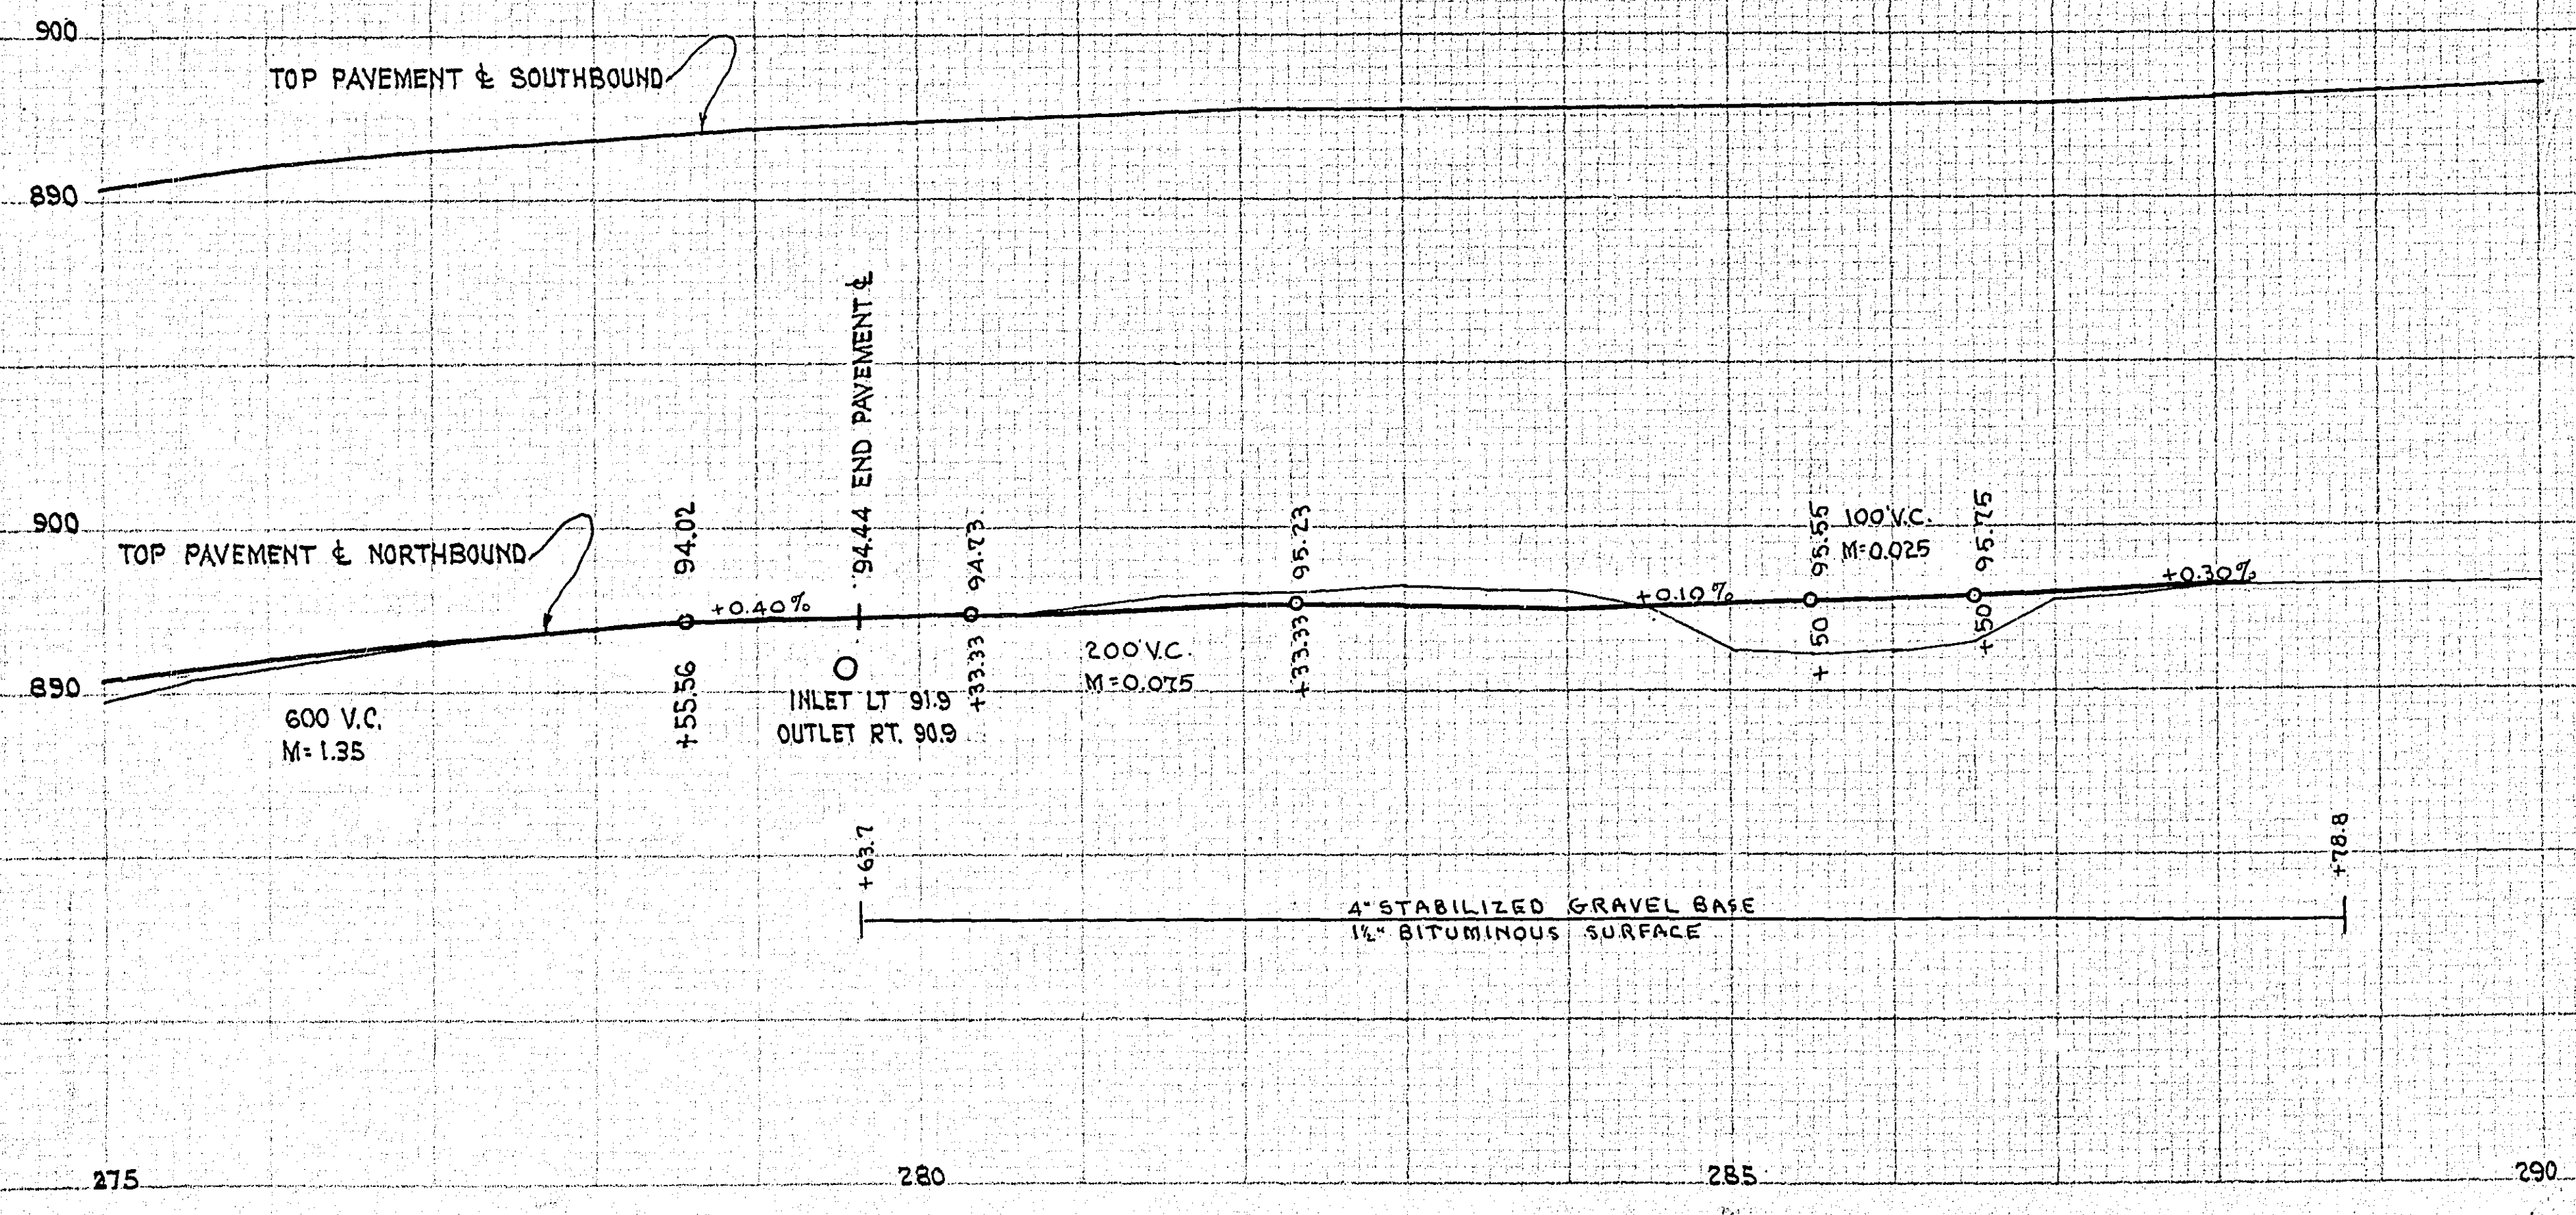 900
TOP PAVEMENT ℄ SOUTHBOUND
890
94.44 END PAVEMENT ℄
900
TOP PAVEMENT ℄ NORTHBOUND
94.02
94.73
95.23
95.55
100' V.C.
M=0.025
95.75
+0.40%
+0.10%
+0.30%
890
600 V.C.
M=1.35
+55.56
INLET LT 91.9
OUTLET RT. 90.9
+33.33
200' V.C.
M=0.075
+33.33
+50
+50
+63.7
+78.8
4" STABILIZED GRAVEL BASE
1½" BITUMINOUS SURFACE
275
280
285
290